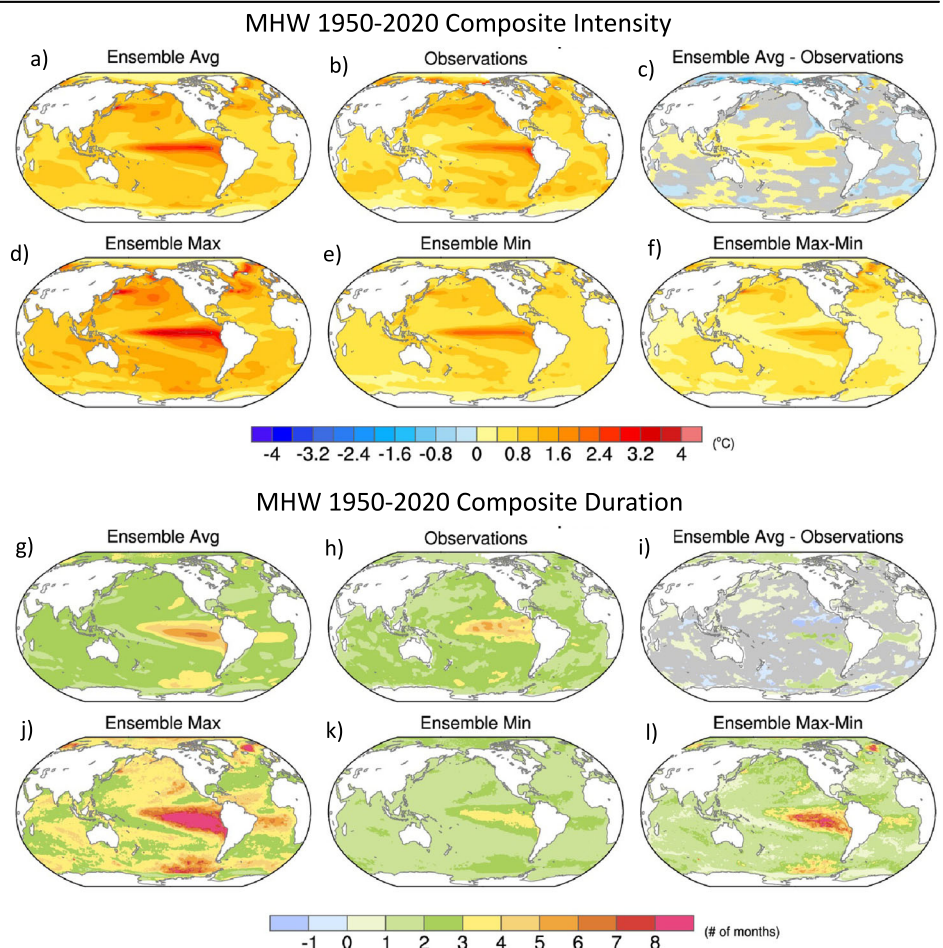 MHW 1950-2020 Composite Intensity
a) Ensemble Avg
b) Observations
c) Ensemble Avg - Observations
d) Ensemble Max
e) Ensemble Min
f) Ensemble Max-Min
-4 -3.2 -2.4 -1.6 -0.8 0 0.8 1.6 2.4 3.2 4 (°C)
MHW 1950-2020 Composite Duration
g) Ensemble Avg
h) Observations
i) Ensemble Avg - Observations
j) Ensemble Max
k) Ensemble Min
l) Ensemble Max-Min
-1 0 1 2 3 4 5 6 7 8 (# of months)